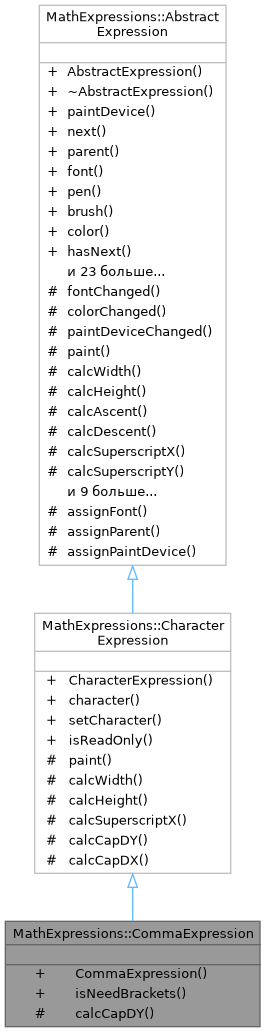 MathExpressions::Abstract
Expression
+ AbstractExpression()
+ ~AbstractExpression()
+ paintDevice()
+ next()
+ parent()
+ font()
+ pen()
+ brush()
+ color()
+ hasNext()
и 23 больше...
# fontChanged()
# colorChanged()
# paintDeviceChanged()
# paint()
# calcWidth()
# calcHeight()
# calcAscent()
# calcDescent()
# calcSuperscriptX()
# calcSuperscriptY()
и 9 больше...
# assignFont()
# assignParent()
# assignPaintDevice()
MathExpressions::Character
Expression
+ CharacterExpression()
+ character()
+ setCharacter()
+ isReadOnly()
# paint()
# calcWidth()
# calcHeight()
# calcSuperscriptX()
# calcCapDY()
# calcCapDX()
MathExpressions::CommaExpression
+ CommaExpression()
+ isNeedBrackets()
# calcCapDY()